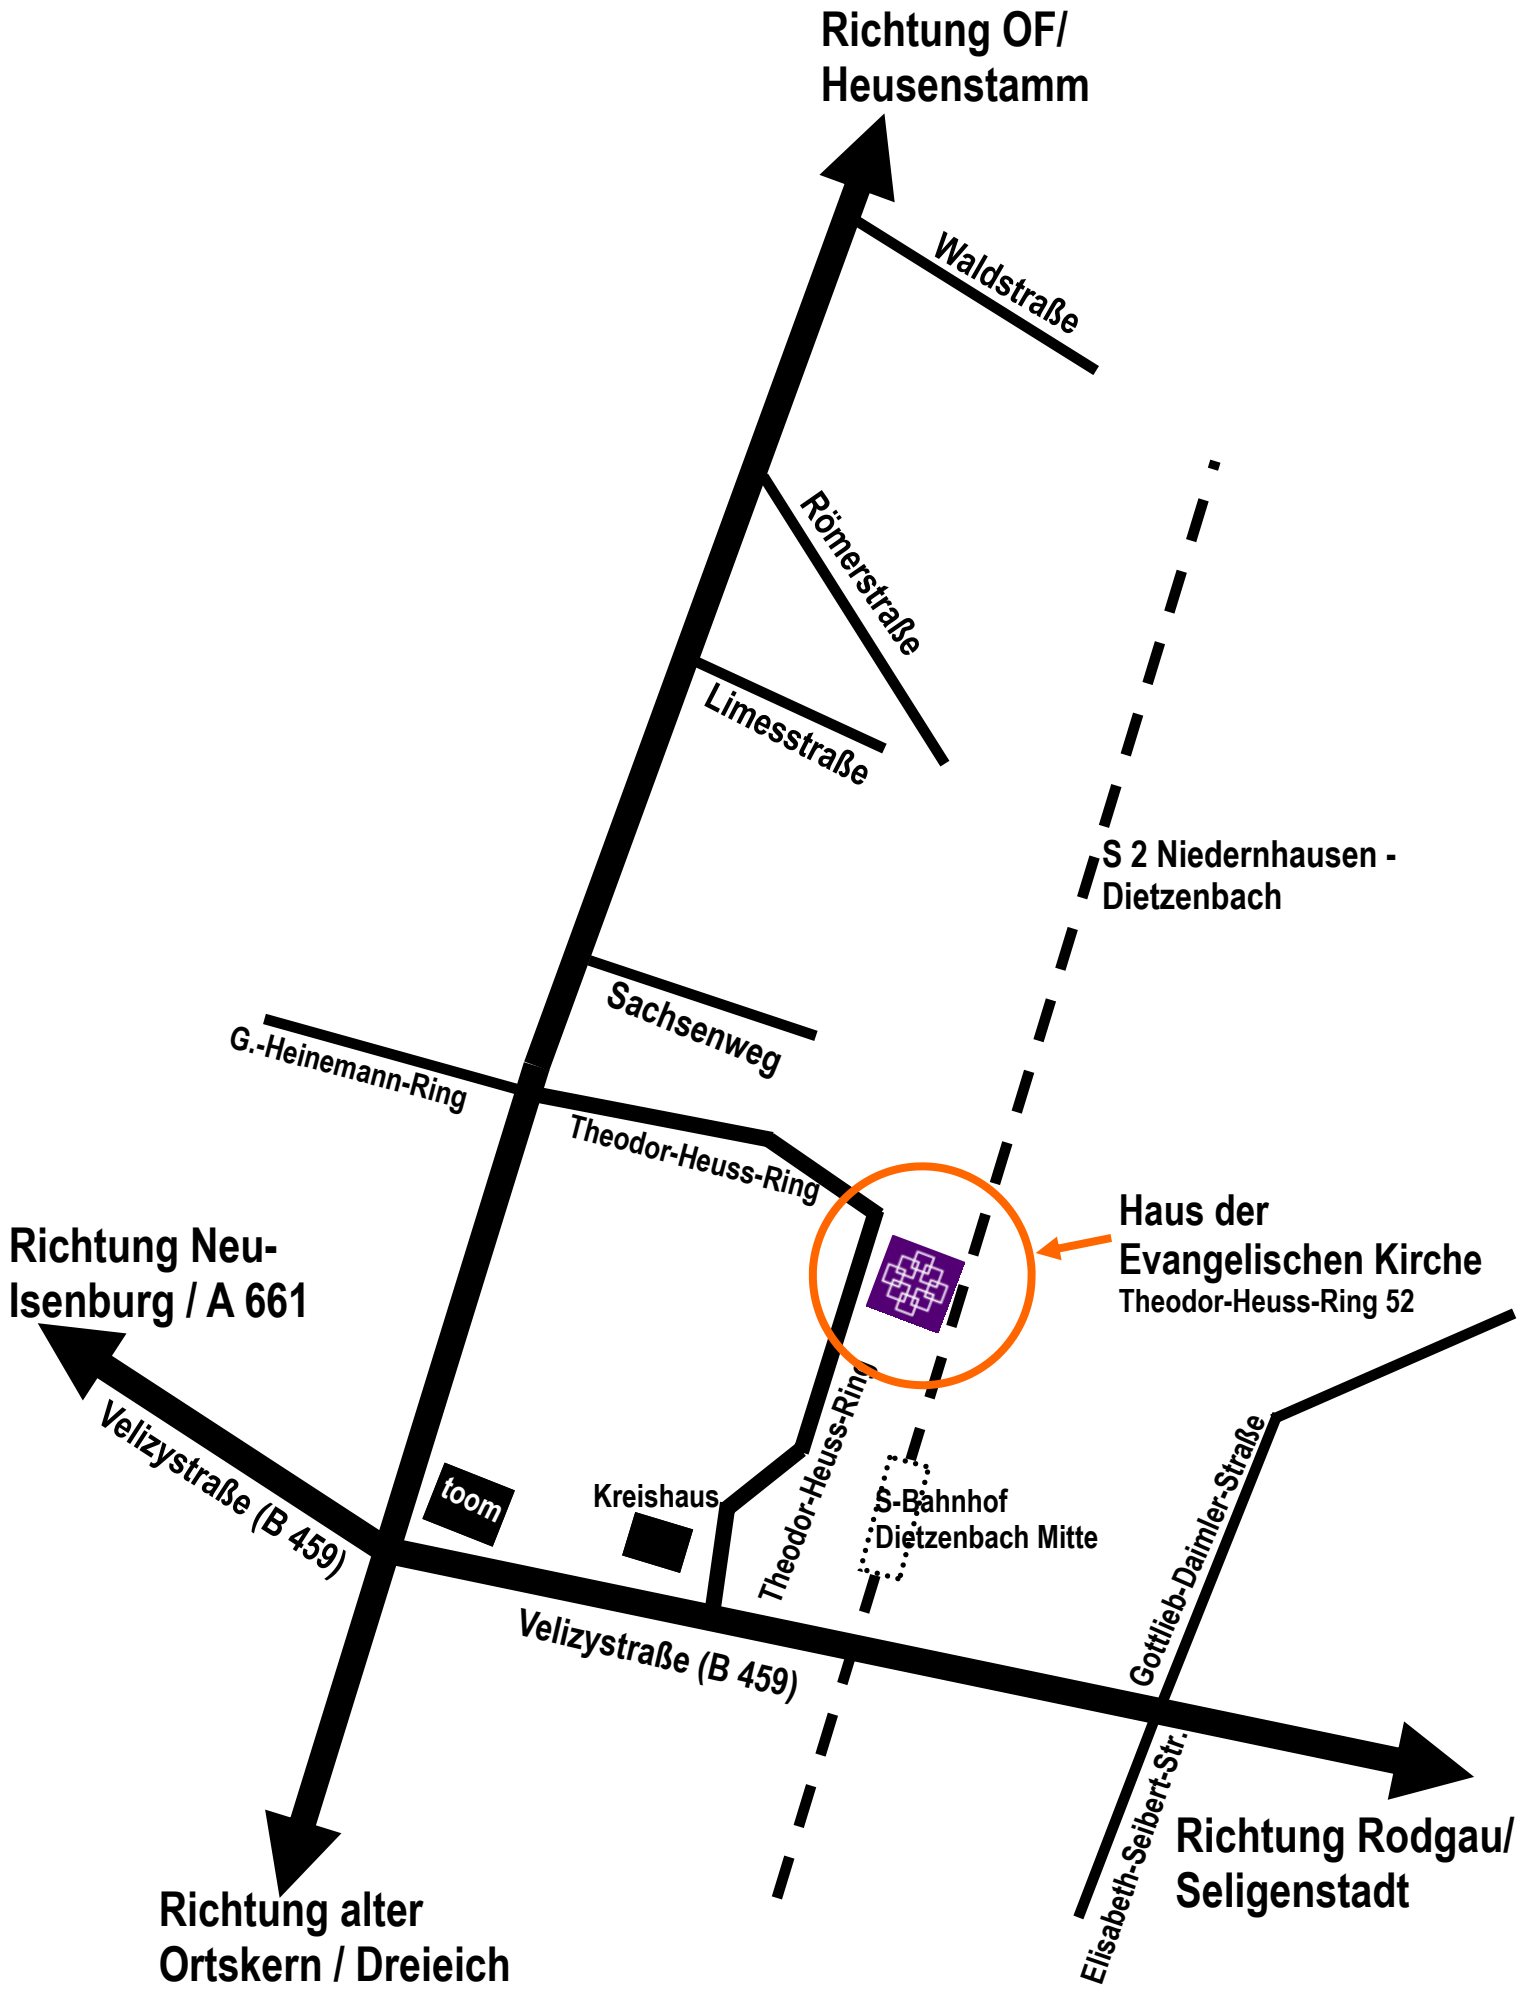 Richtung OF/
Heusenstamm
Waldstraße
Römerstraße
Limesstraße
S 2 Niedernhausen -
Dietzenbach
Sachsenweg
G.-Heinemann-Ring
Theodor-Heuss-Ring
Haus der
Evangelischen Kirche
Theodor-Heuss-Ring 52
Richtung Neu-
Isenburg / A 661
Velizystraße (B 459)
toom
Kreishaus
Theodor-Heuss-Ring
S-Bahnhof
Dietzenbach Mitte
Gottlieb-Daimler-Straße
Velizystraße (B 459)
Elisabeth-Seibert-Str.
Richtung Rodgau/
Seligenstadt
Richtung alter
Ortskern / Dreieich